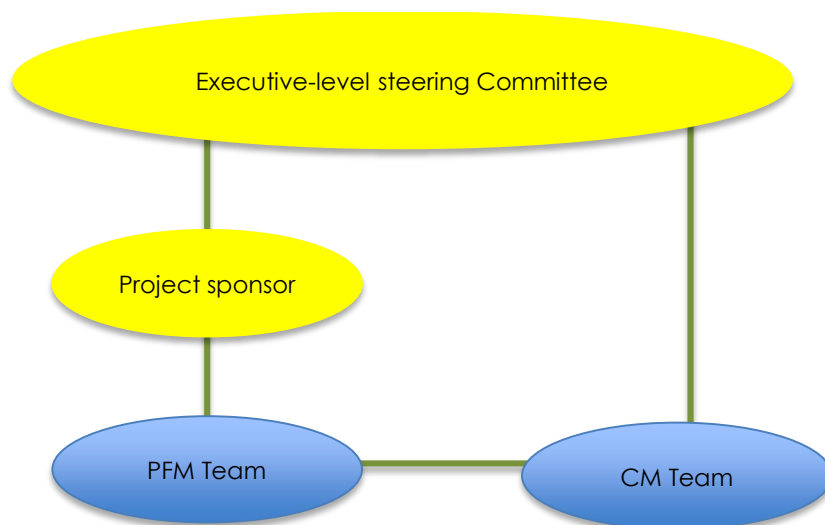 Executive-level steering Committee
Project sponsor
PFM Team
CM Team